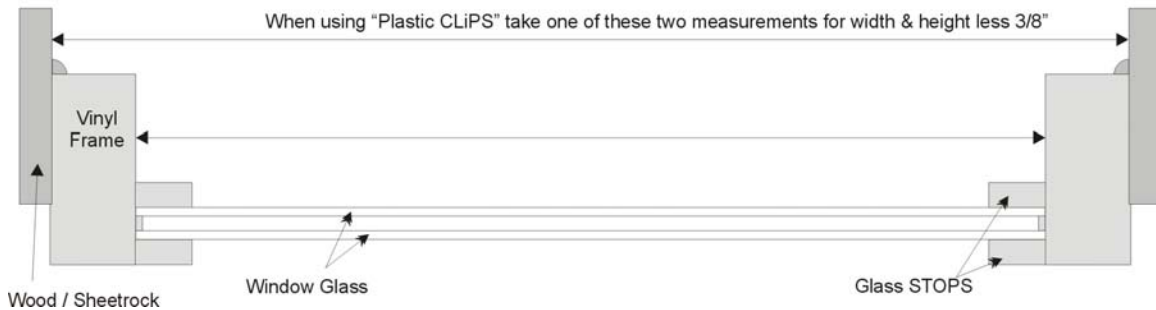 When using “Plastic CLiPS” take one of these two measurements for width & height less 3/8”
Vinyl
Frame
Window Glass
Glass STOPS
Wood / Sheetrock